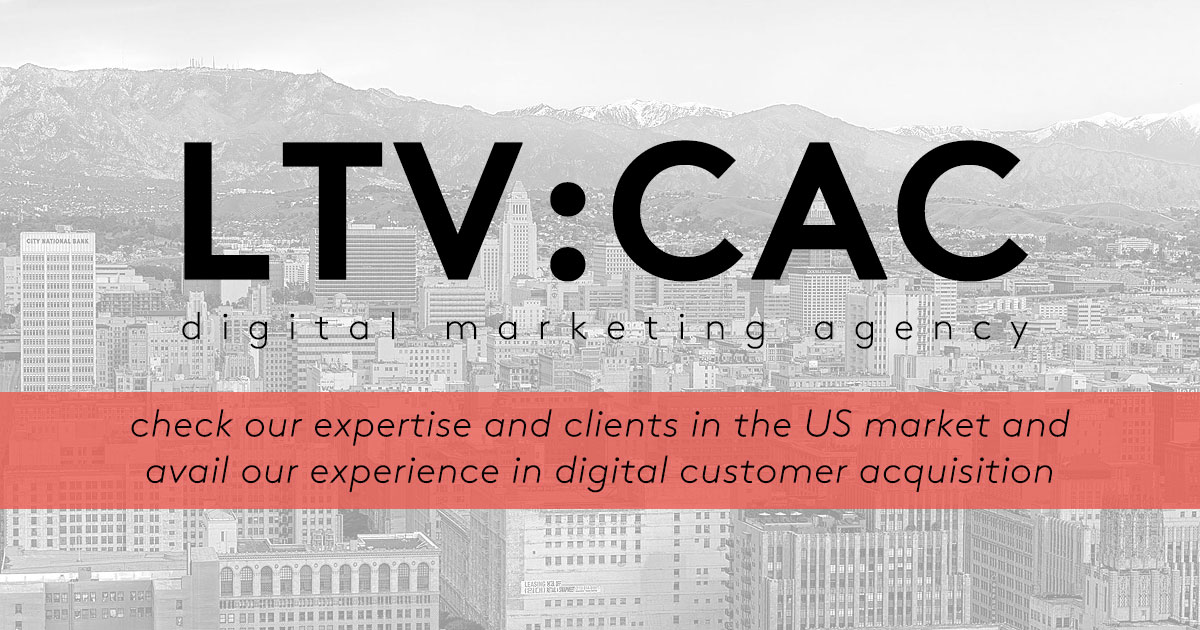 LTV:CAC
digital marketing agency
CITY NATIONAL BANK
check our expertise and clients in the US market and
avail our experience in digital customer acquisition